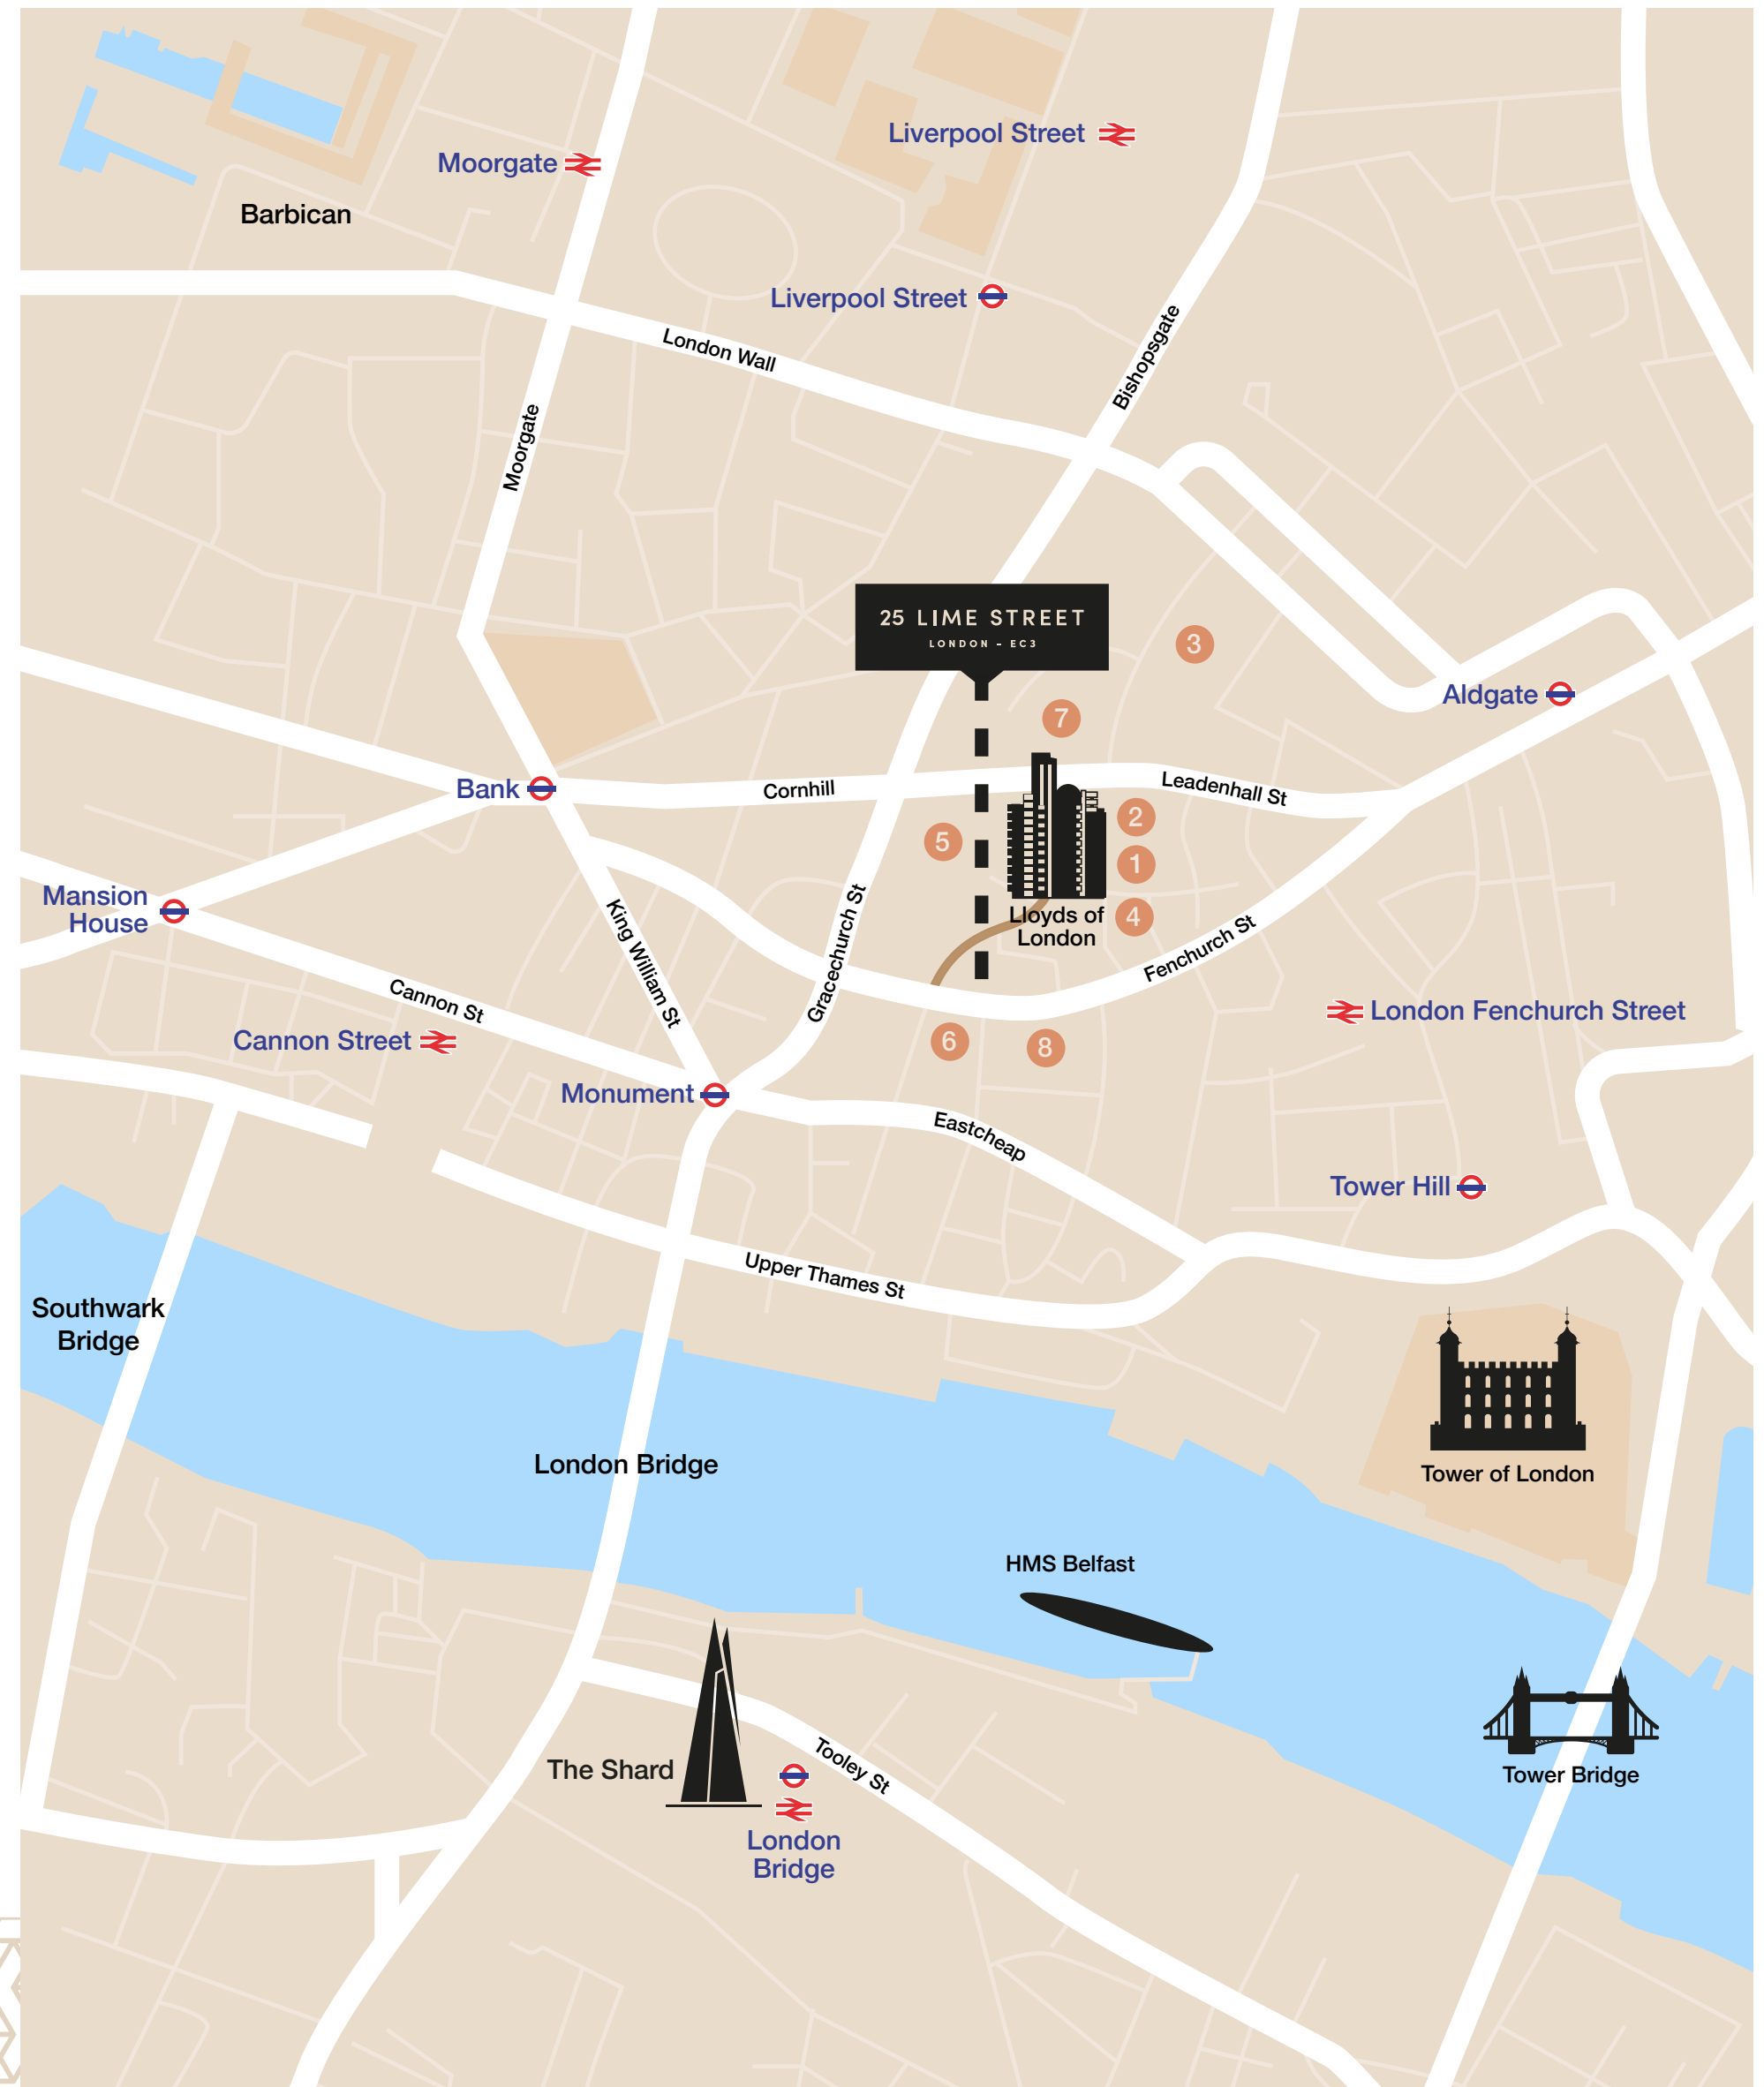 Liverpool Street
Moorgate
Barbican
Liverpool Street
London Wall
Bishopsgate
Moorgate
25 LIME STREET
LONDON – EC3
3
Aldgate
7
Bank
Cornhill
Leadenhall St
2
5
1
Mansion
House
King William St
Gracechurch St
Lloyds of
London
4
Fenchurch St
Cannon St
London Fenchurch Street
Cannon Street
6
8
Monument
Eastcheap
Tower Hill
Upper Thames St
Southwark
Bridge
London Bridge
Tower of London
HMS Belfast
The Shard
Tooley St
Tower Bridge
London
Bridge